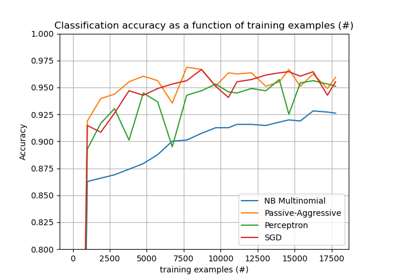 Classification accuracy as a function of training examples (#)
1.000
0.975
0.950
0.925
0.900
0.875
0.850
0.825
0.800
Accuracy
0 2500 5000 7500 10000 12500 15000 17500
training examples (#)
NB Multinomial
Passive-Aggressive
Perceptron
SGD